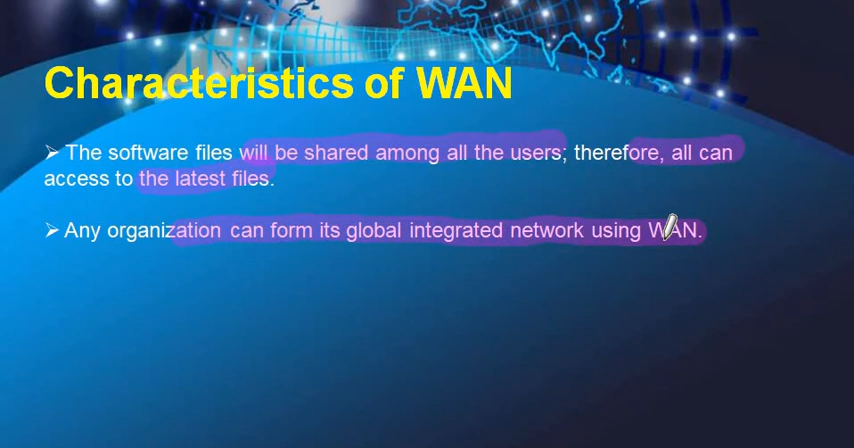 Characteristics of WAN
➢ The software files will be shared among all the users; therefore, all can
access to the latest files.
➢ Any organization can form its global integrated network using WAN.